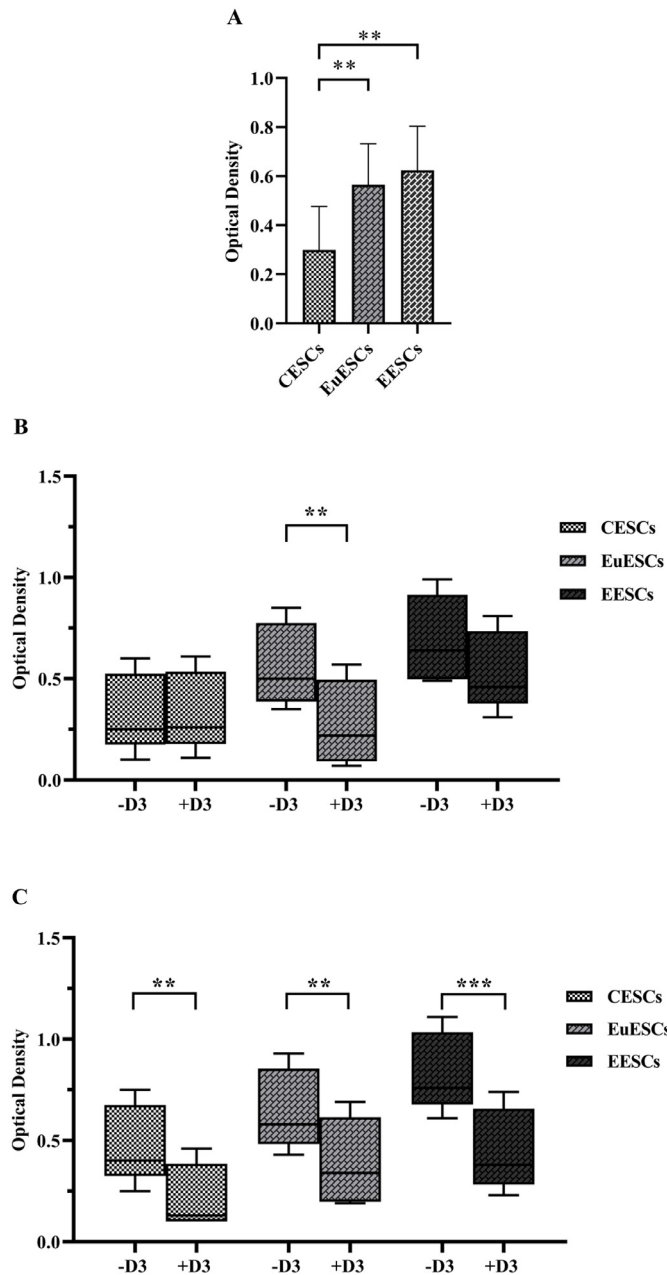 A
**
**
1.0
0.8
0.6
0.4
0.2
0.0
Optical Density
CESCs
EuESCs
EESCs
B
1.5
1.0
0.5
0.0
Optical Density
**
CESCs
EuESCs
EESCs
-D3
+D3
-D3
+D3
-D3
+D3
C
1.5
1.0
0.5
0.0
Optical Density
**
**
***
CESCs
EuESCs
EESCs
-D3
+D3
-D3
+D3
-D3
+D3